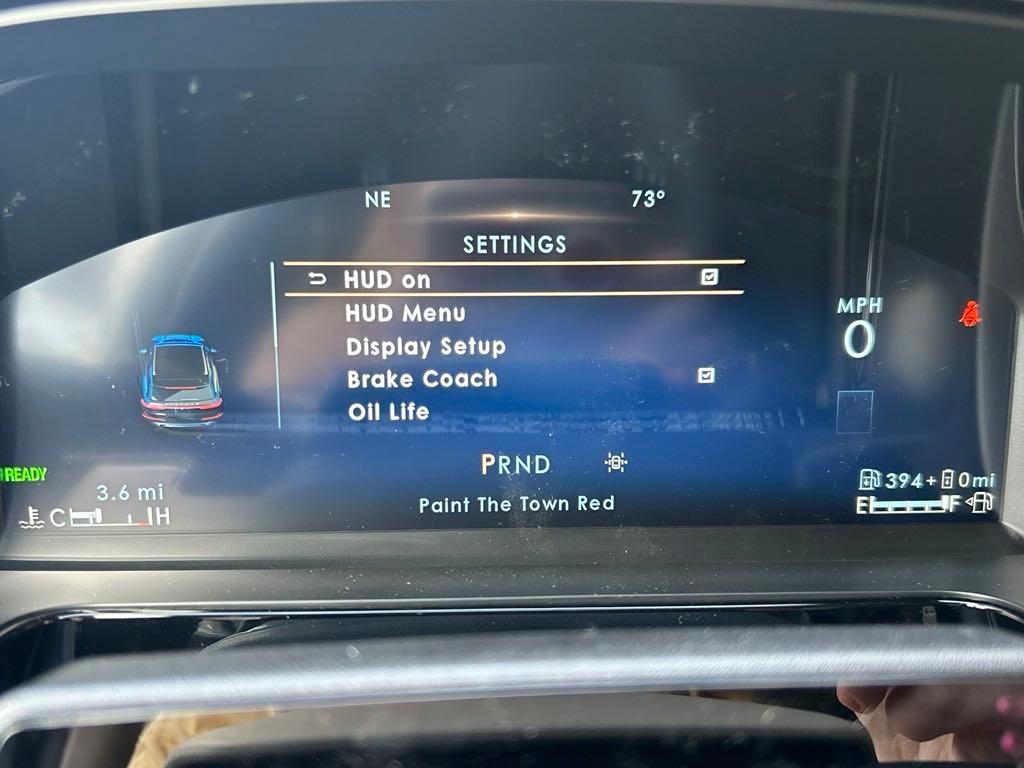 NE 73°
SETTINGS
HUD on
HUD Menu
Display Setup
MPH
0
Brake Coach
Oil Life
PRND
READY
3.6 mi
394+ 0mi
C H
Paint The Town Red
E F